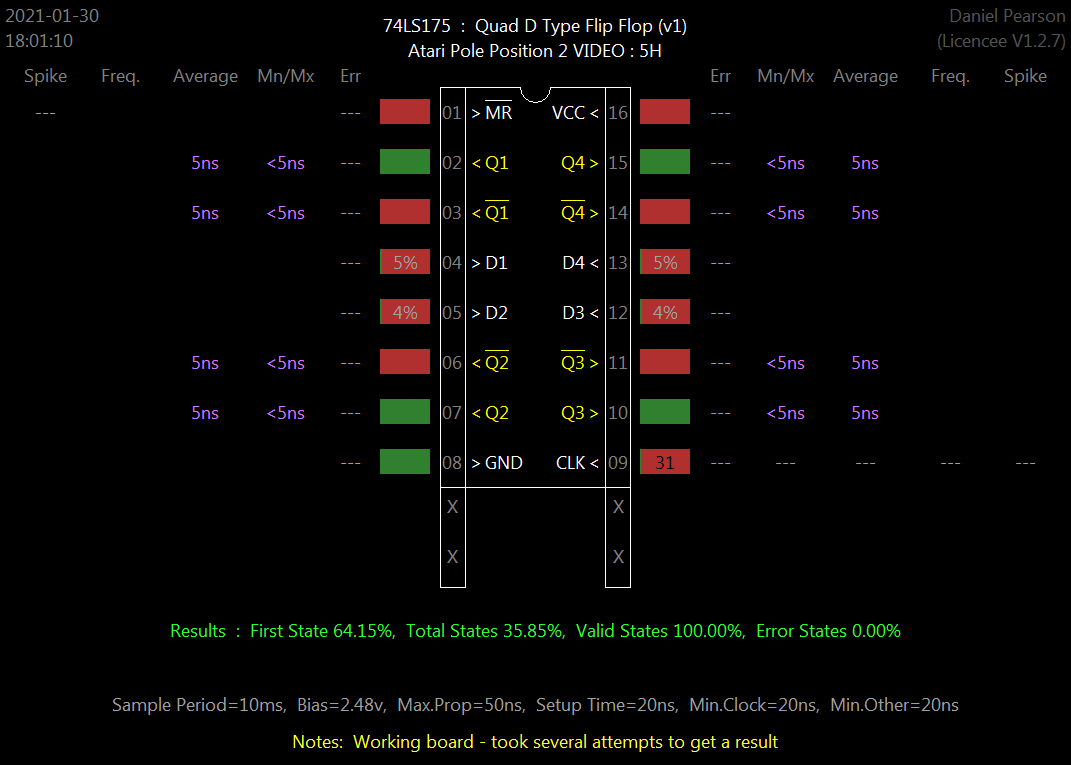 2021-01-30
18:01:10
74LS175 : Quad D Type Flip Flop (v1)
Atari Pole Position 2 VIDEO : 5H
Daniel Pearson
(Licencee V1.2.7)
Spike Freq. Average Mn/Mx Err Err Mn/Mx Average Freq. Spike
--- --- 01 > MR VCC < 16 ---
5ns <5ns --- 02 < Q1 Q4 > 15 --- <5ns 5ns
5ns <5ns --- 03 < Q1 Q4 > 14 --- <5ns 5ns
--- 5% 04 > D1 D4 < 13 5% ---
--- 4% 05 > D2 D3 < 12 4% ---
5ns <5ns --- 06 < Q2 Q3 > 11 --- <5ns 5ns
5ns <5ns --- 07 < Q2 Q3 > 10 --- <5ns 5ns
--- 08 > GND CLK < 09 31 --- --- --- --- ---
X X
X X
Results : First State 64.15%, Total States 35.85%, Valid States 100.00%, Error States 0.00%
Sample Period=10ms, Bias=2.48v, Max.Prop=50ns, Setup Time=20ns, Min.Clock=20ns, Min.Other=20ns
Notes: Working board - took several attempts to get a result